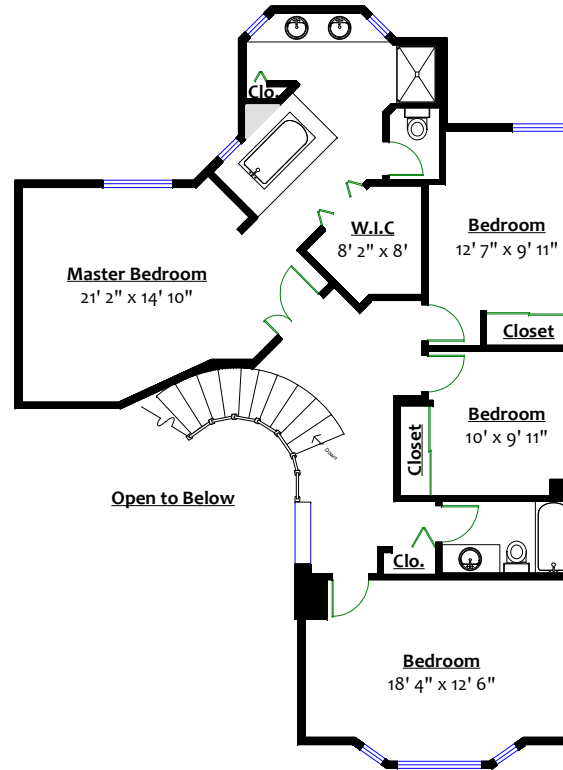 Clo.
W.I.C
8' 2" x 8'
Bedroom
12' 7" x 9' 11"
Master Bedroom
21' 2" x 14' 10"
Closet
Bedroom
10' x 9' 11"
Closet
Down
Open to Below
Clo.
Bedroom
18' 4" x 12' 6"